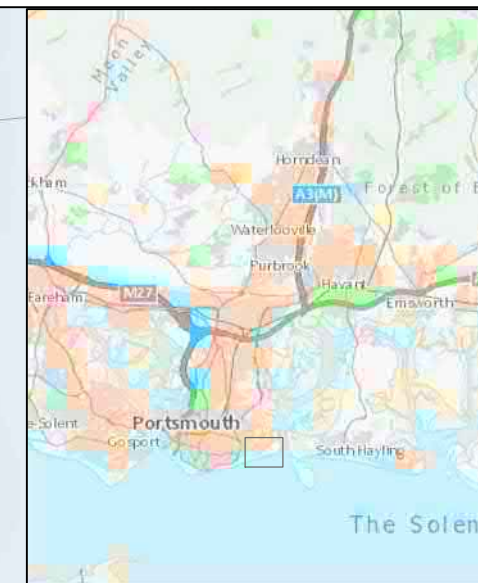 Meon
Valley
Horndean
ckham
A3(M)
Forest of B
Waterlooville
Purbrook
Havant
Fareham
M27
Emsworth
e-Solent
Portsmouth
Gosport
South Hayling
The Solen